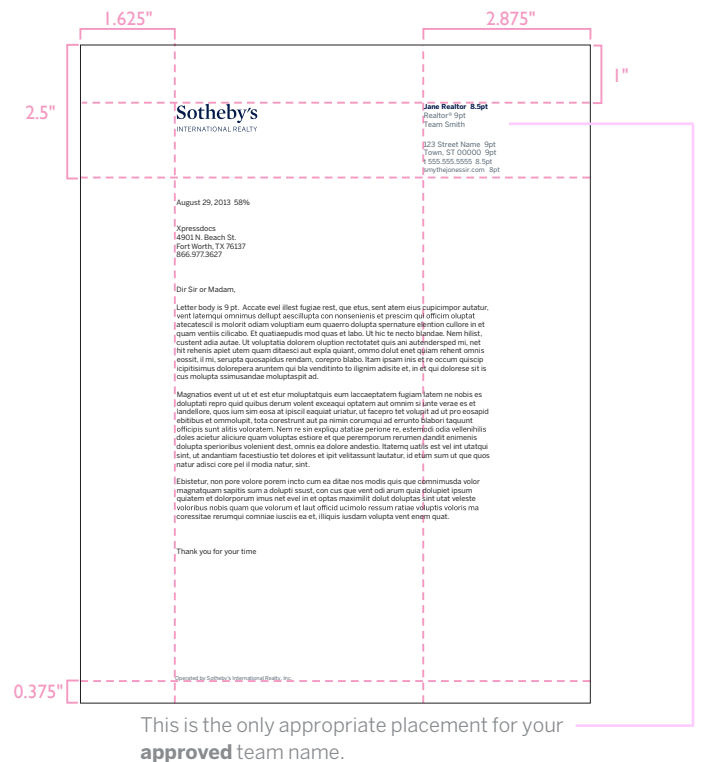 1.625"
2.875"
1"
2.5"
Sotheby's
INTERNATIONAL REALTY
Jane Realtor 8.5pt
Realtor® 9pt
Team Smith
123 Street Name 9pt
Town, ST 00000 9pt
t 555.555.5555 8.5pt
smythejonessir.com 8pt
August 29, 2013 58%
Xpressdocs
4901 N. Beach St.
Fort Worth, TX 76137
866.977.3627
Dir Sir or Madam,
Letter body is 9 pt. Accate evel illest fugiae rest, que etus, sent atem eius cupicimpor autatur,
vent latemqui omnimus dellupt aescillupta con nonsenienis et prescim qui officim oluptat
atecatescil is molorit odiam voluptiam eum quaerro dolupta spernature elention cullore in et
quam ventiis cilicabo. Et quatiaepudis mod quas et labo. Ut hic te necto blandae. Nem hilist,
custent adia autae. Ut voluptatia dolorem oluption rectotatet quis ani autendersped mi, net
hit rehenis apiet utem quam ditaesci aut expla quiant, ommo dolut enet quiam rehent omnis
eossit, il mi, serupta quosapidus rendam, corepro blabo. Itam ipsam inis et re occum quiscip
icipitisimus dolorepera aruntem qui bla venditinto to ilignim adisite et, in et qui dolorese sit is
cus molupta ssimusandae moluptaspit ad.
Magnatios event ut ut et est etur moluptatquis eum laccaeptatem fugiam latem ne nobis es
doluptati repro quid quibus derum volent exceaqui optatem aut omnim si unte verae es et
landellore, quos ium sim eosa at ipiscil eaquiat uriatur, ut facepro tet volupit ad ut pro eosapid
ebitibus et ommolupit, tota corestrunt aut pa nimin corumqui ad errunto blabori taquunt
officipis sunt alitis voloratem. Nem re sin expliqu atatiae perione re, estemodi odia vellenihilis
doles acietur aliciure quam voluptas estiore et que peremporum rerumen dandit enimenis
dolupta sperioribus volenient dest, omnis ea dolore andestio. Itatemq uatis est vel int utatqui
sint, ut andantiam facestiustio tet dolores et ipit velitassunt lautatur, id etum sum ut que quos
natur adisci core pel il modia natur, sint.
Ebistetur, non pore volore porem incto cum ea ditae nos modis quis que comnimusda volor
magnatquam sapitis sum a dolupti ssust, con cus que vent odi arum quia dolupiet ipsum
quiatem et dolorporum imus net evel in et optas maximilit dolut doluptas sint utat veleste
voloribus nobis quam que volorum et laut officid ucimolo ressum ratiae voluptis voloris ma
coressitae rerumqui comniae iusciis ea et, illiquis iusdam volupta vent enem quat.
Thank you for your time
Operated by Sotheby's International Realty, Inc.
0.375"
This is the only appropriate placement for your
approved team name.